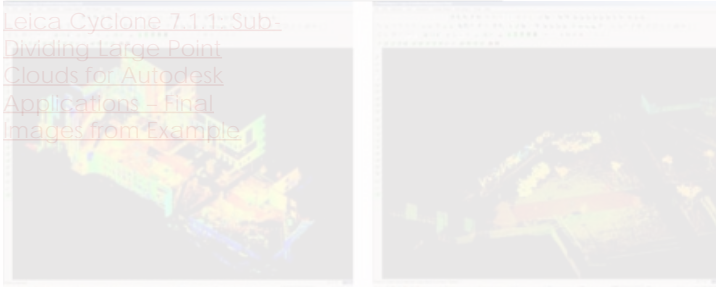 Leica Cyclone 7.1.1: Sub-
Dividing Large Point
Clouds for Autodesk
Applications – Final
Images from Example